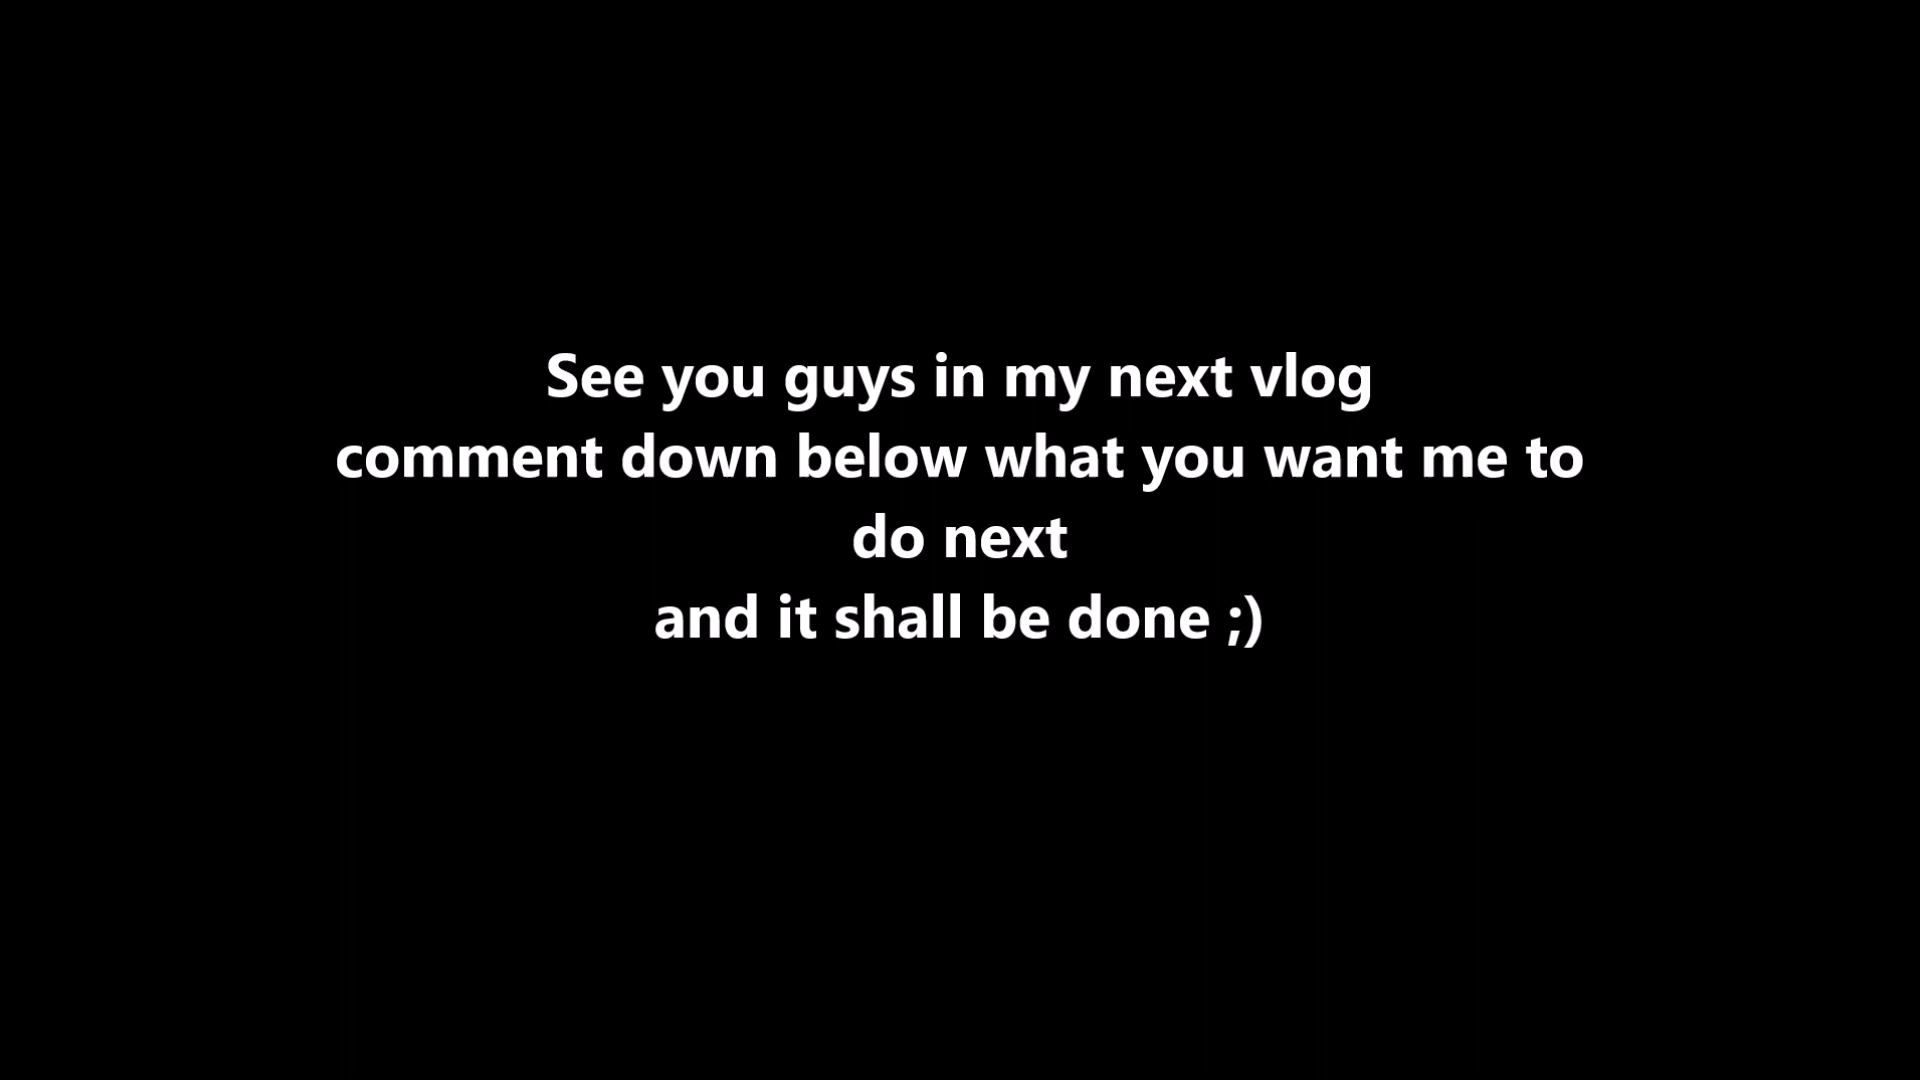 See you guys in my next vlog
comment down below what you want me to
do next
and it shall be done ;)